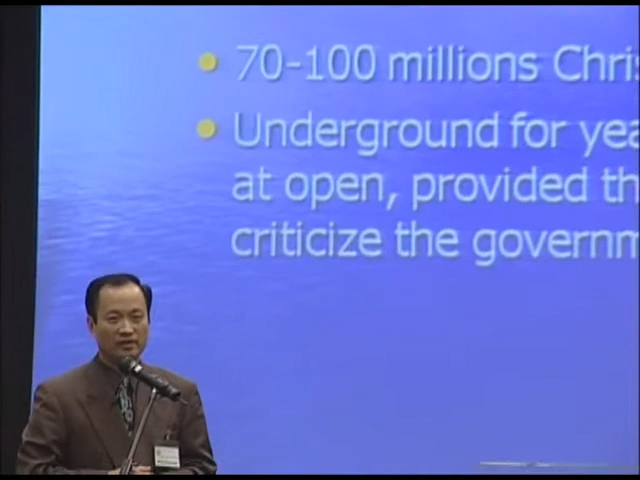 70-100 millions Chris
Underground for yea
at open, provided th
criticize the governm